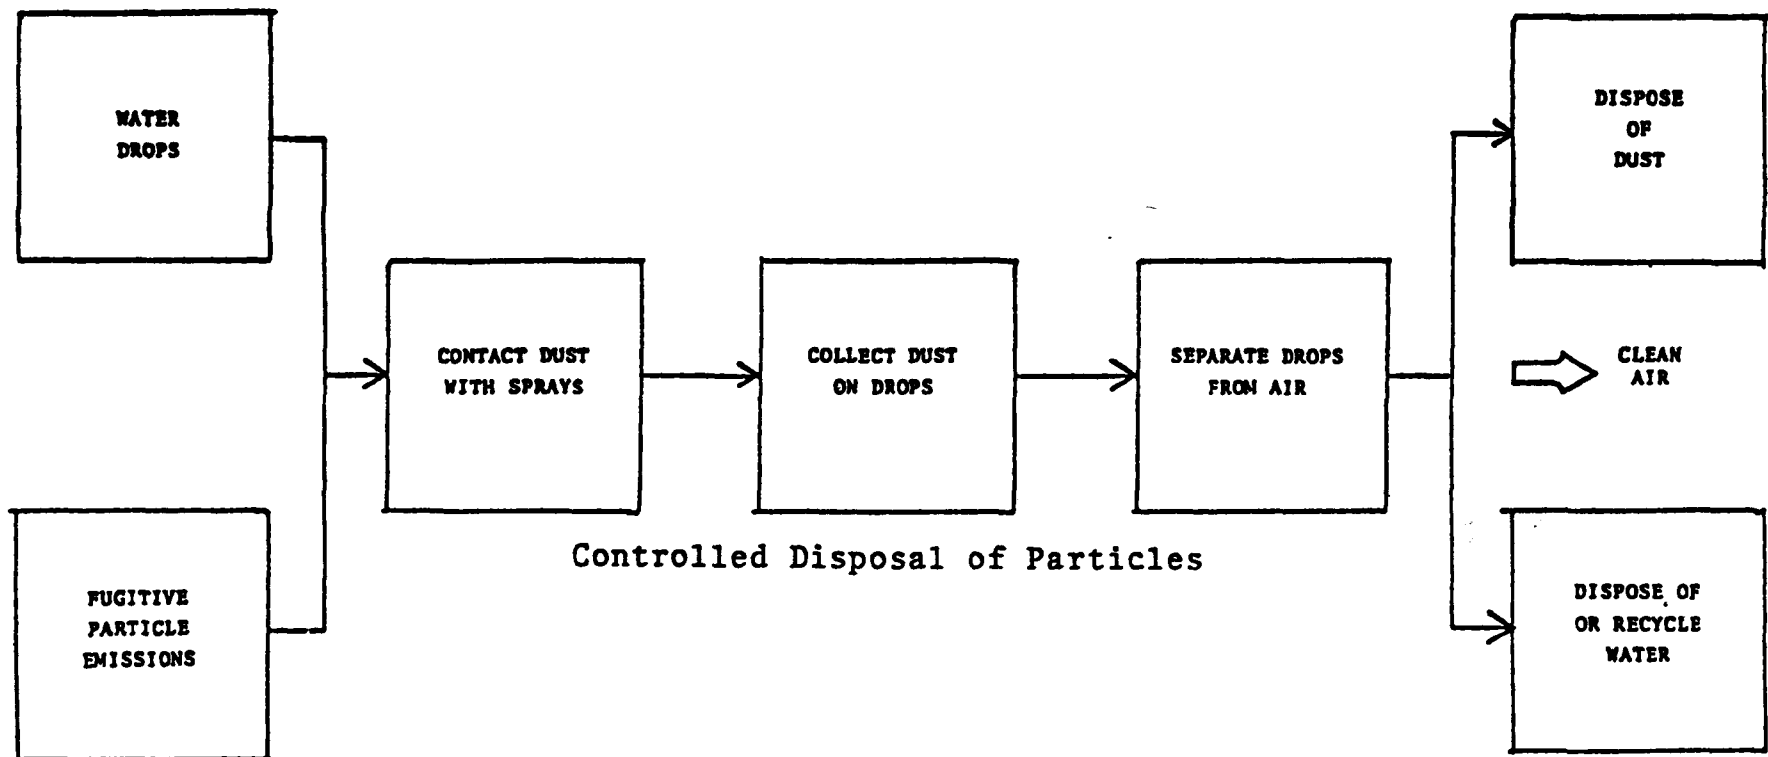 WATER
DROPS
FUGITIVE
PARTICLE
EMISSIONS
CONTACT DUST
WITH SPRAYS
COLLECT DUST
ON DROPS
SEPARATE DROPS
FROM AIR
DISPOSE
OF
DUST
CLEAN
AIR
DISPOSE OF
OR RECYCLE
WATER
Controlled Disposal of Particles